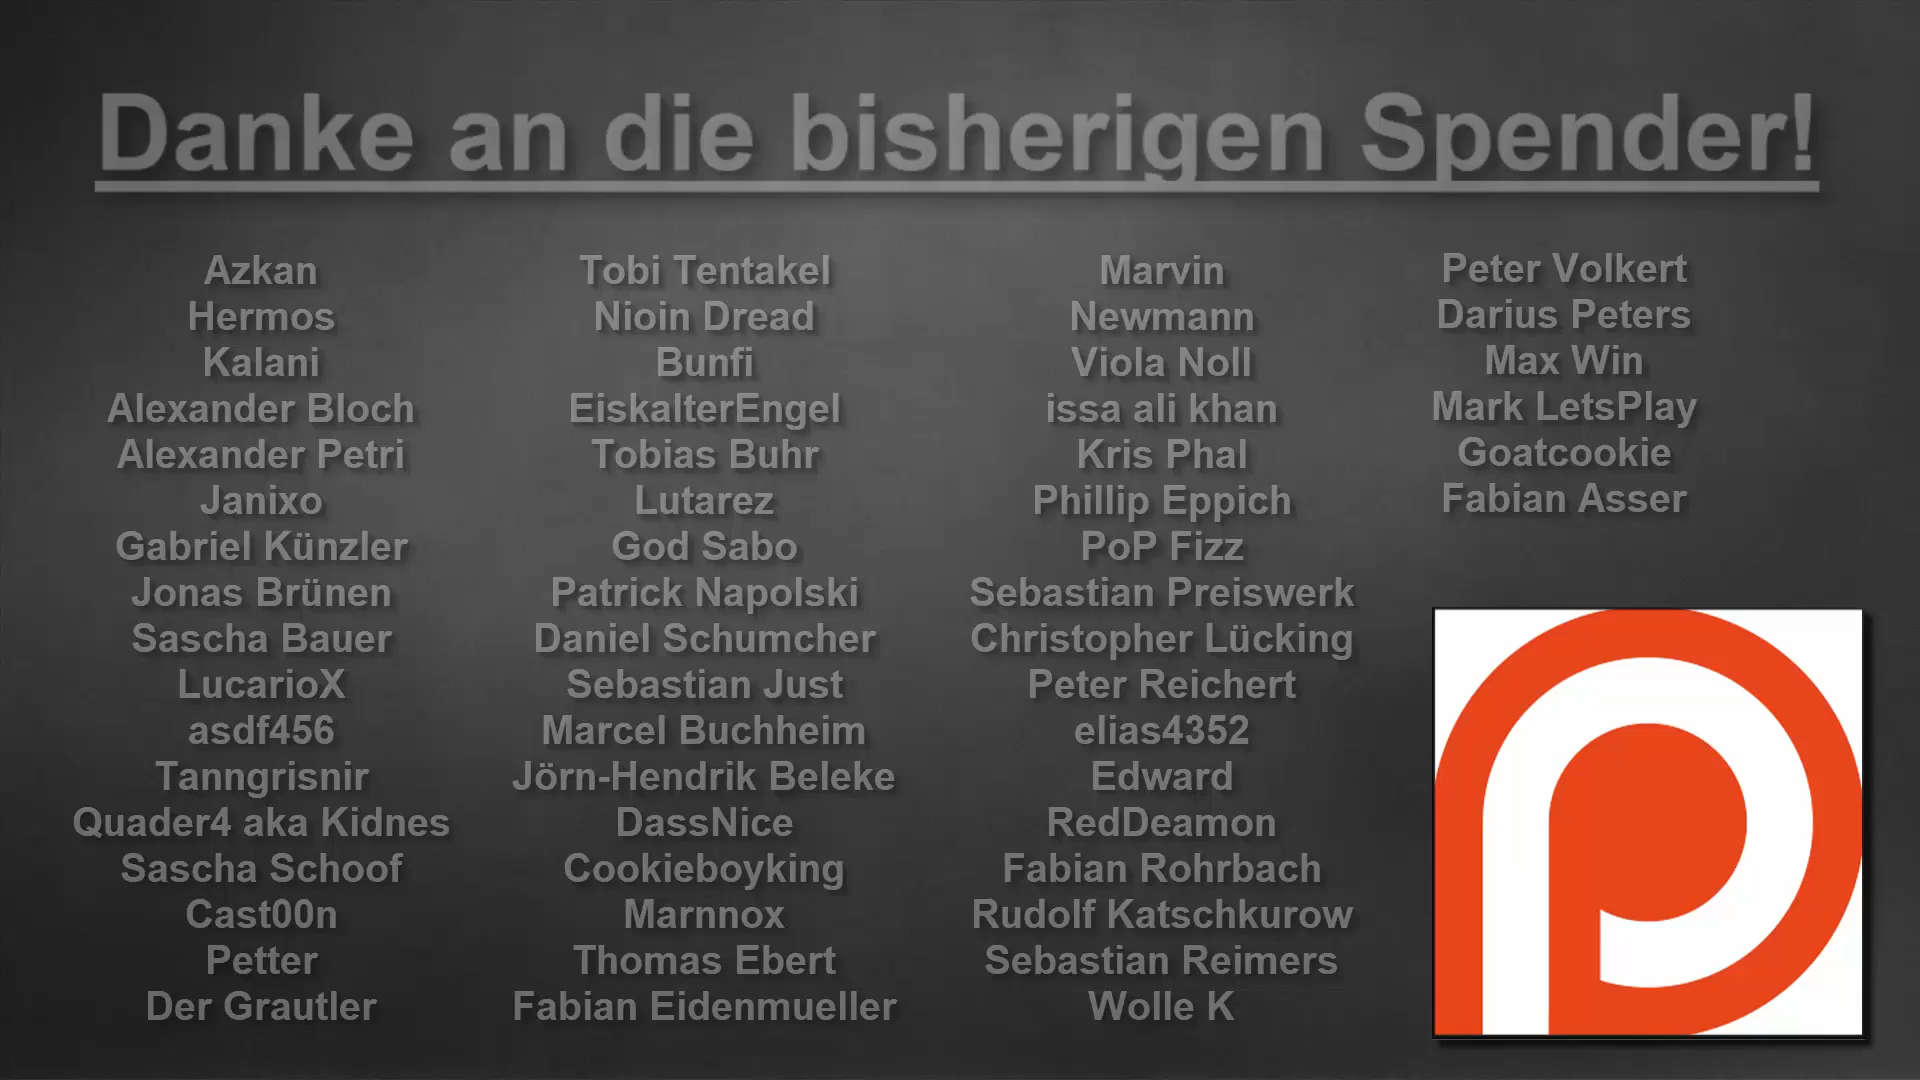 Danke an die bisherigen Spender!
Azkan
Hermos
Kalani
Alexander Bloch
Alexander Petri
Janixo
Gabriel Künzler
Jonas Brünen
Sascha Bauer
LucarioX
asdf456
Tanngrisnir
Quader4 aka Kidnes
Sascha Schoof
Cast00n
Petter
Der Grautler
Tobi Tentakel
Nioin Dread
Bunfi
EiskalterEngel
Tobias Buhr
Lutarez
God Sabo
Patrick Napolski
Daniel Schumcher
Sebastian Just
Marcel Buchheim
Jörn-Hendrik Beleke
DassNice
Cookieboyking
Marnnox
Thomas Ebert
Fabian Eidenmueller
Marvin
Newmann
Viola Noll
issa ali khan
Kris Phal
Phillip Eppich
PoP Fizz
Sebastian Preiswerk
Christopher Lücking
Peter Reichert
elias4352
Edward
RedDeamon
Fabian Rohrbach
Rudolf Katschkurow
Sebastian Reimers
Wolle K
Peter Volkert
Darius Peters
Max Win
Mark LetsPlay
Goatcookie
Fabian Asser